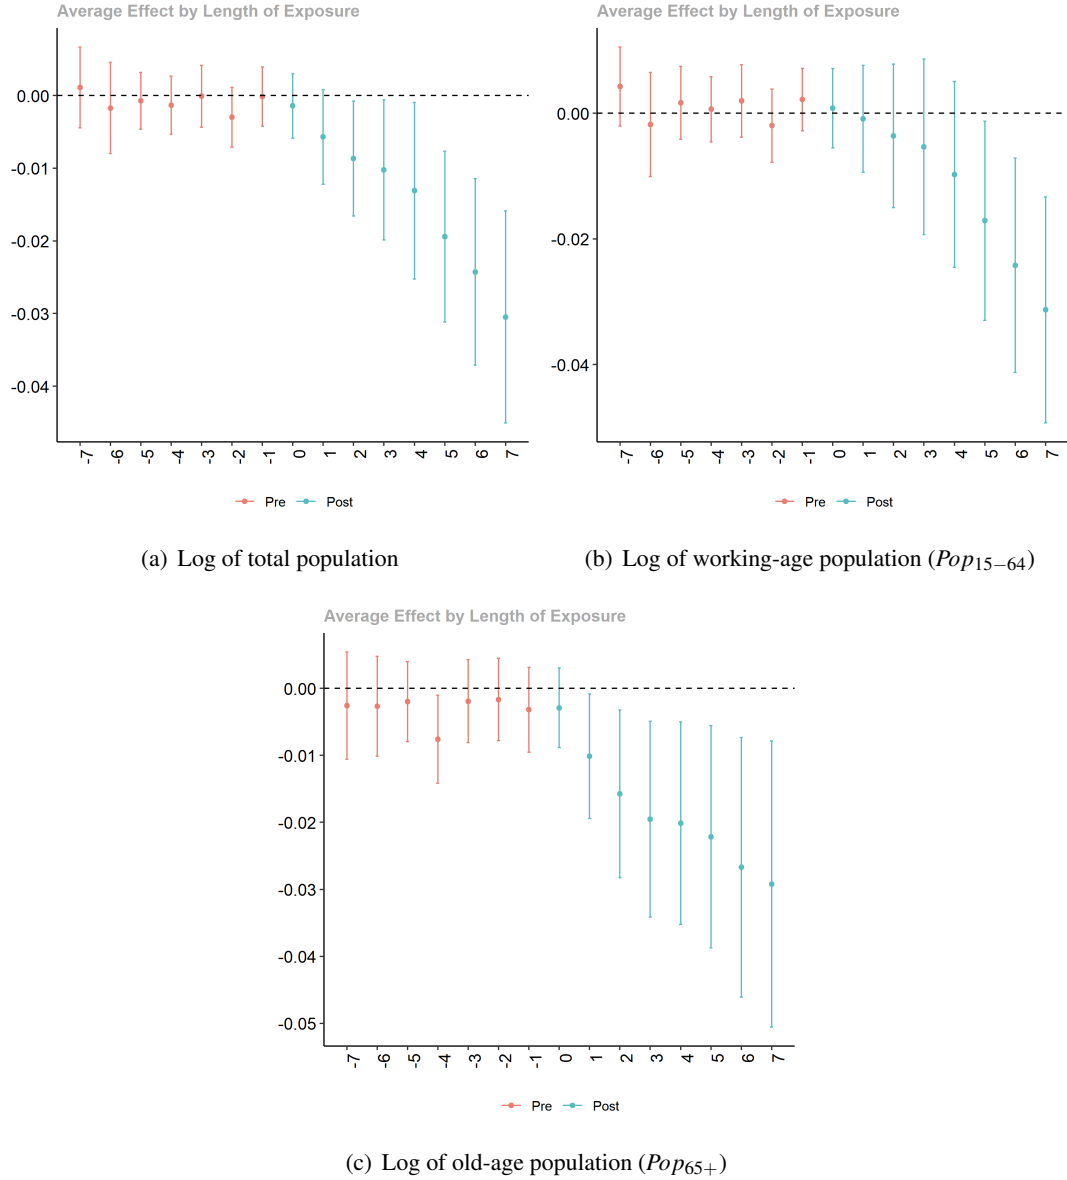 Average Effect by Length of Exposure
0.00
-0.01
-0.02
-0.03
-0.04
-7 -6 -5 -4 -3 -2 -1 0 1 2 3 4 5 6 7
Pre Post
(a) Log of total population
Average Effect by Length of Exposure
0.00
-0.02
-0.04
-7 -6 -5 -4 -3 -2 -1 0 1 2 3 4 5 6 7
Pre Post
(b) Log of working-age population (Pop15−64)
Average Effect by Length of Exposure
0.00
-0.01
-0.02
-0.03
-0.04
-0.05
-7 -6 -5 -4 -3 -2 -1 0 1 2 3 4 5 6 7
Pre Post
(c) Log of old-age population (Pop65+)